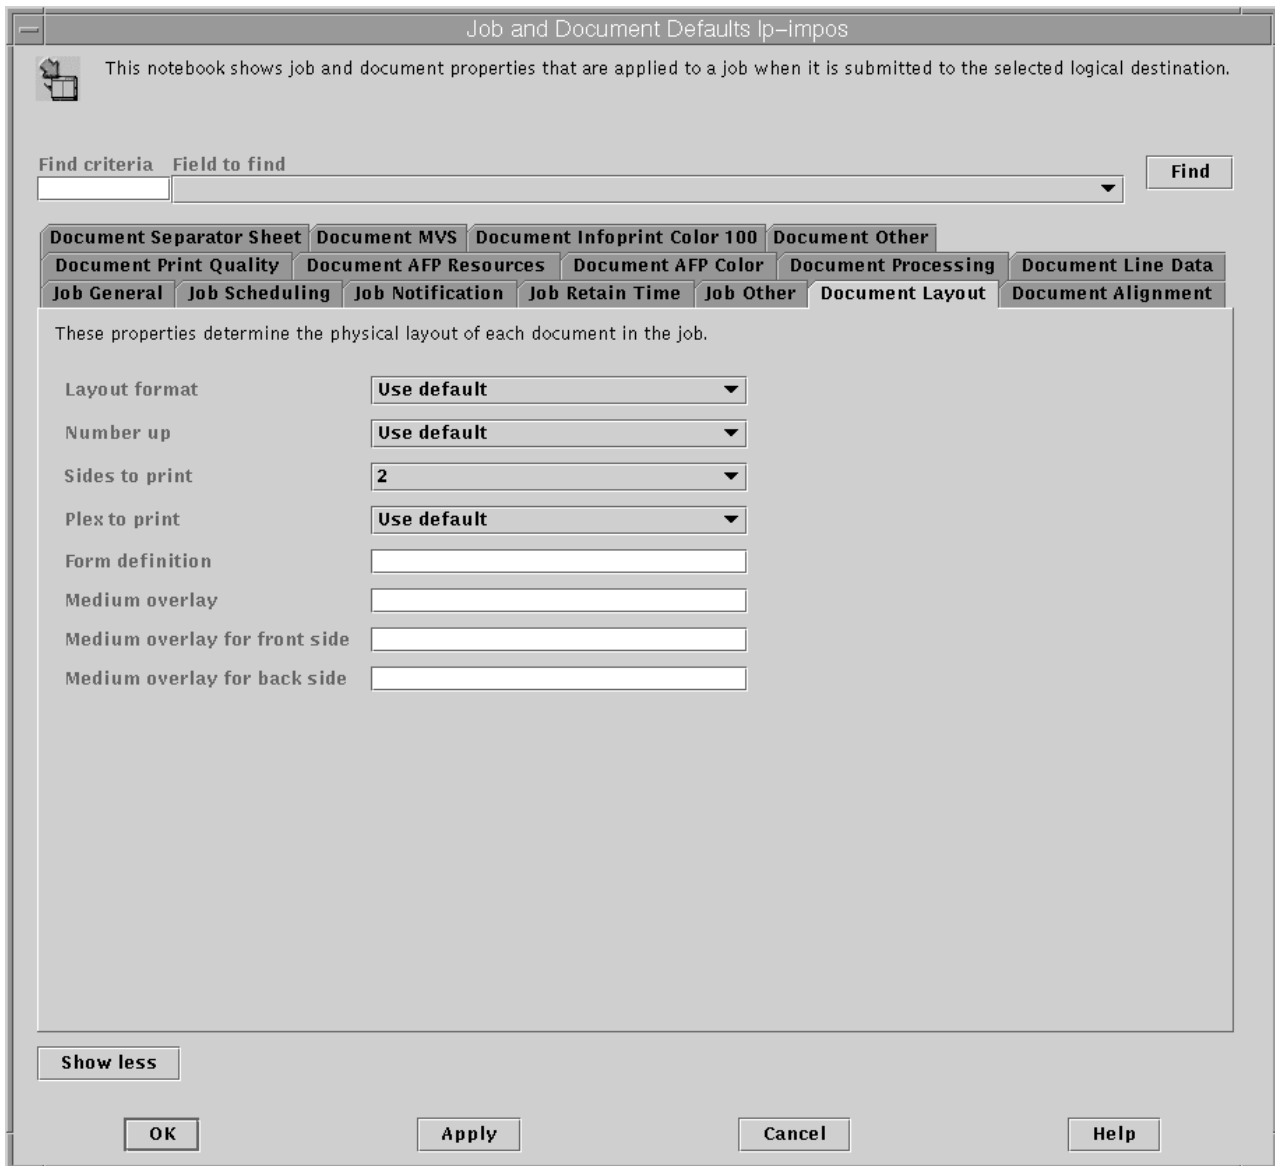 Job and Document Defaults lp-impos
This notebook shows job and document properties that are applied to a job when it is submitted to the selected logical destination.
Find criteria Field to find
Find
Document Separator Sheet Document MVS Document Infoprint Color 100 Document Other
Document Print Quality Document AFP Resources Document AFP Color Document Processing Document Line Data
Job General Job Scheduling Job Notification Job Retain Time Job Other Document Layout Document Alignment
These properties determine the physical layout of each document in the job.
Layout format Use default
Number up Use default
Sides to print 2
Plex to print Use default
Form definition
Medium overlay
Medium overlay for front side
Medium overlay for back side
Show less
OK Apply Cancel Help